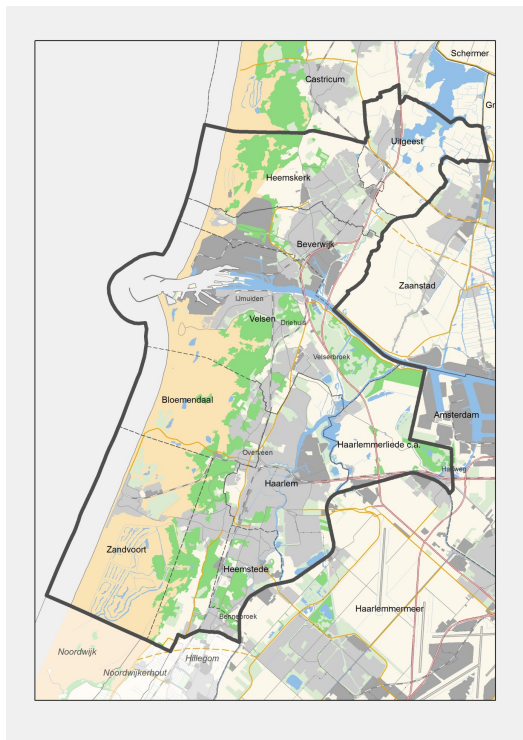 Schermer
Castricum
Gr
Uitgeest
Heemskerk
Beverwijk
Zaanstad
IJmuiden
Velsen
Driehuis
Velserbroek
Bloemendaal
Amsterdam
Haarlemmerliede c.a.
Overveen
Halfweg
Haarlem
Zandvoort
Heemstede
Haarlemmermeer
Bennebroek
Noordwijk
Hillegom
Noordwijkerhout